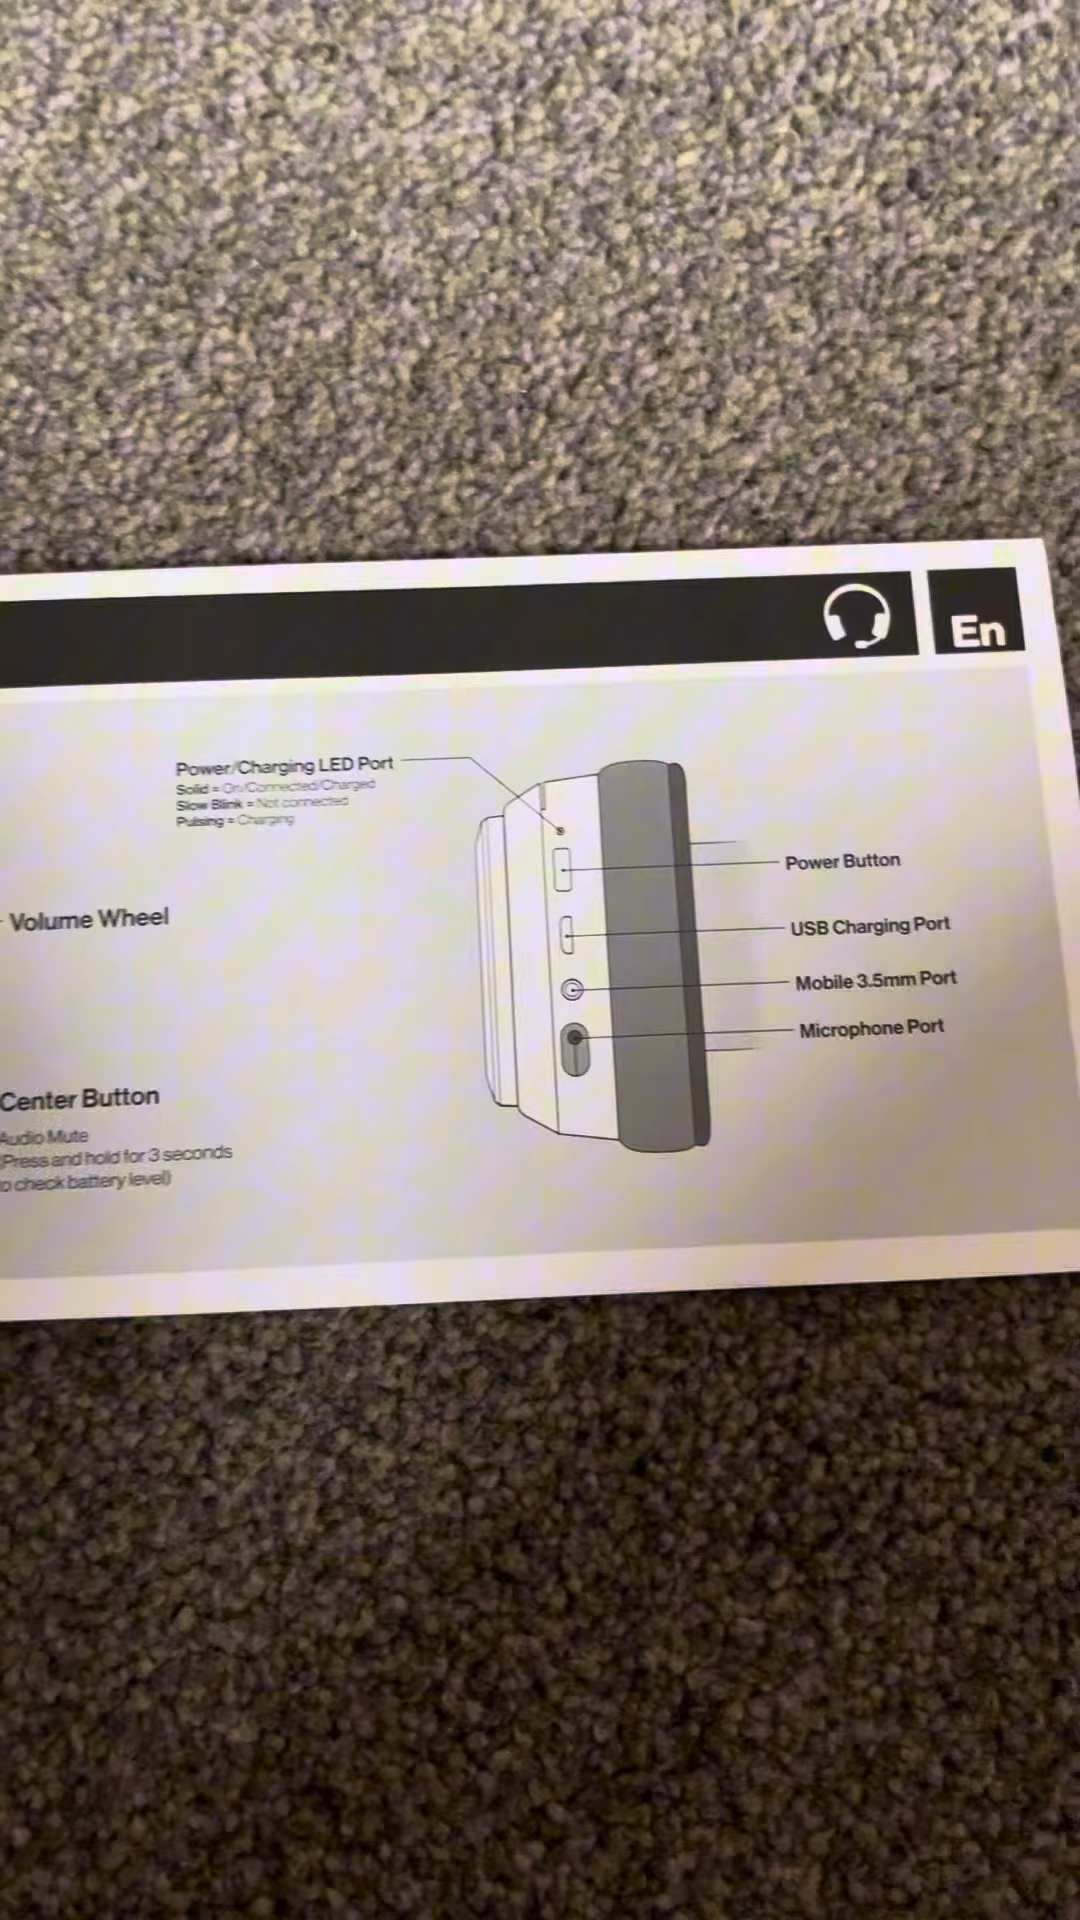 En
Power/Charging LED Port
Solid = On/Connected/Charged
Slow Blink = Not connected
Pulsing = Charging
Power Button
Volume Wheel
USB Charging Port
Mobile 3.5mm Port
Microphone Port
Center Button
Audio Mute
(Press and hold for 3 seconds
to check battery level)